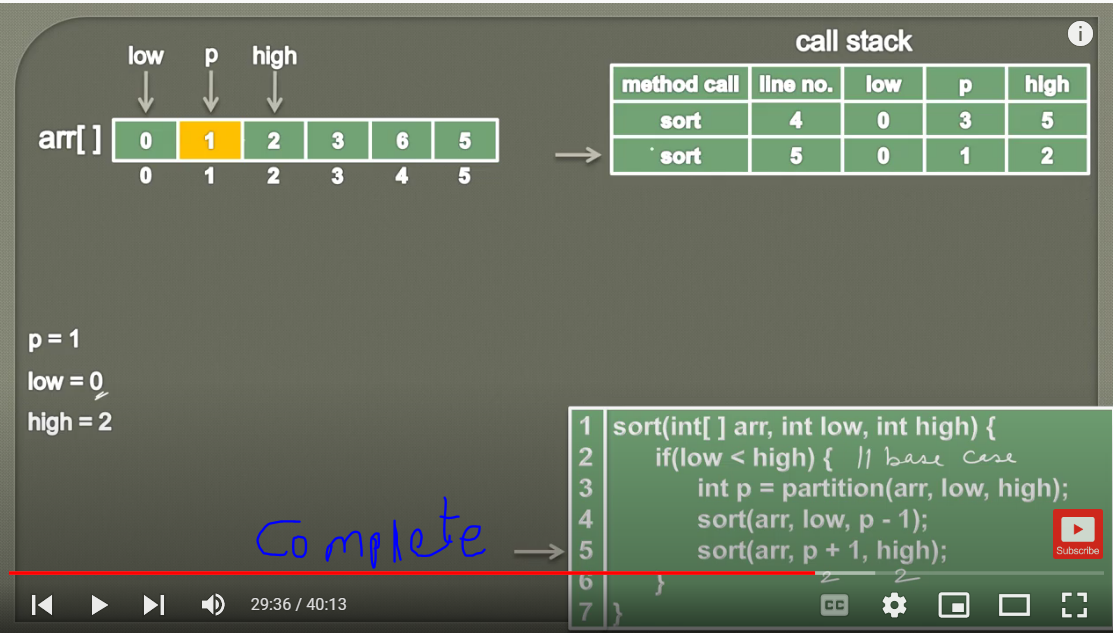 call stack
low p high
method call line no. low p high
arr[ ] 0 1 2 3 6 5
sort 4 0 3 5
sort 5 0 1 2
0 1 2 3 4 5
p = 1
low = 0
high = 2
1 sort(int[ ] arr, int low, int high) {
2 if(low < high) { // base case
3 int p = partition(arr, low, high);
4 sort(arr, low, p - 1);
Complete
5 sort(arr, p + 1, high);
Subscribe
2 2
6 }
7 }
29:36 / 40:13
CC